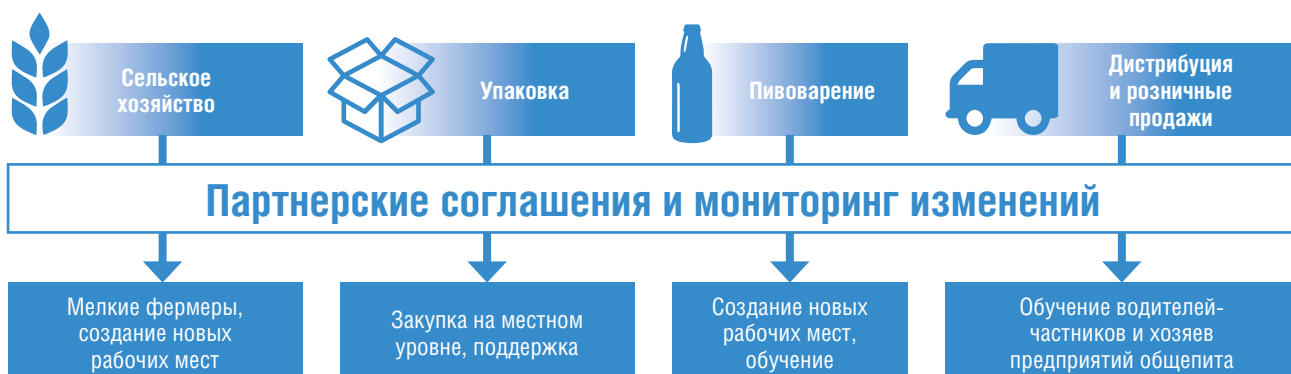 Сельское
хозяйство
Упаковка
Пивоварение
Дистрибуция
и розничные
продажи
Партнерские соглашения и мониторинг изменений
Мелкие фермеры,
создание новых
рабочих мест
Закупка на местном
уровне, поддержка
Создание новых
рабочих мест,
обучение
Обучение водителей-
частников и хозяев
предприятий общепита